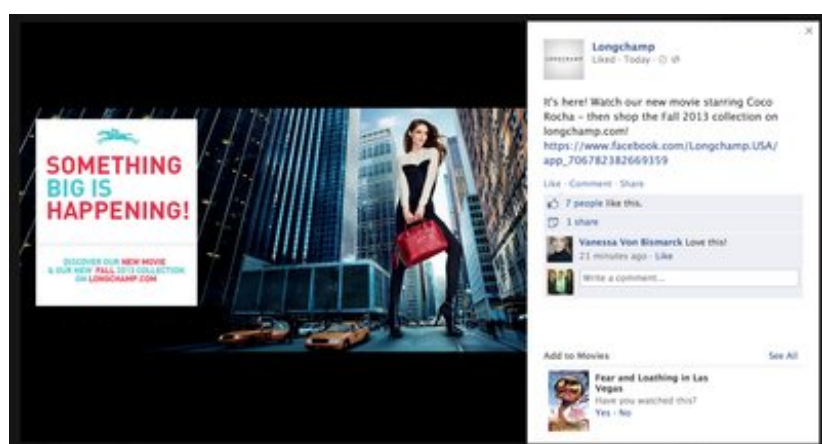 SOMETHING
BIG IS
HAPPENING!
DISCOVER OUR NEW MOVIE
& OUR NEW FALL 2013 COLLECTION
ON LONGCHAMP.COM
LONGCHAMP
Longchamp
Liked · Today ·
It's here! Watch our new movie starring Coco
Rocha – then shop the Fall 2013 collection on
longchamp.com!
https://www.facebook.com/Longchamp.USA/
app_706782382669359
Like · Comment · Share
7 people like this.
1 share
Vanessa Von Bismarck Love this!
21 minutes ago · Like
Write a comment...
Add to Movies See All
Fear and Loathing in Las
Vegas
Have you watched this?
Yes · No